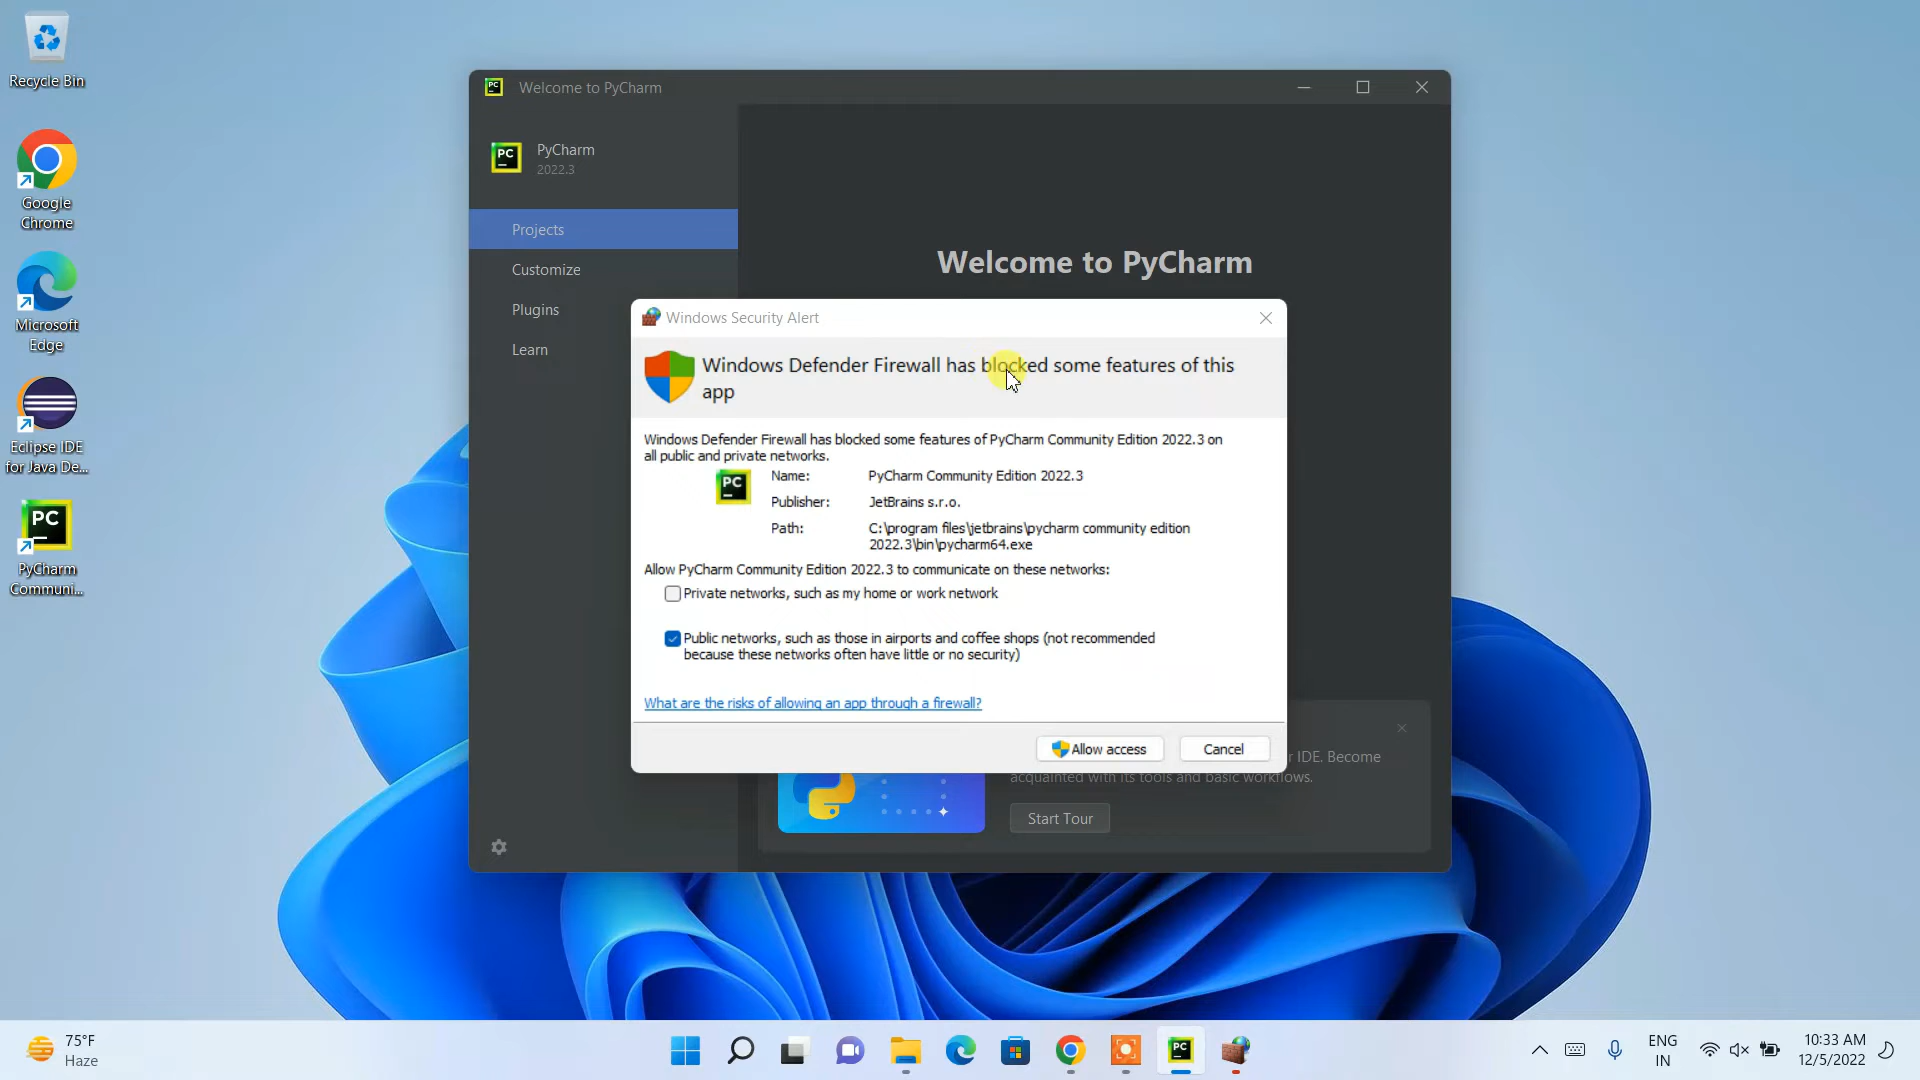 Recycle Bin
Google
Chrome
Microsoft
Edge
Eclipse IDE
for Java De...
PC
PyCharm
Communi...
PC
Welcome to PyCharm
PC
PyCharm
2022.3
Projects
Customize
Plugins
Learn
Welcome to PyCharm
Windows Security Alert
Windows Defender Firewall has blocked some features of this
app
Windows Defender Firewall has blocked some features of PyCharm Community Edition 2022.3 on
all public and private networks.
PC
Name: PyCharm Community Edition 2022.3
Publisher: JetBrains s.r.o.
Path: C:\program files\jetbrains\pycharm community edition
2022.3\bin\pycharm64.exe
Allow PyCharm Community Edition 2022.3 to communicate on these networks:
Private networks, such as my home or work network
Public networks, such as those in airports and coffee shops (not recommended
because these networks often have little or no security)
What are the risks of allowing an app through a firewall?
Allow access
Cancel
IDE. Become
acquainted with its tools and basic workflows.
Start Tour
75°F
Haze
PC
ENG
IN
10:33 AM
12/5/2022